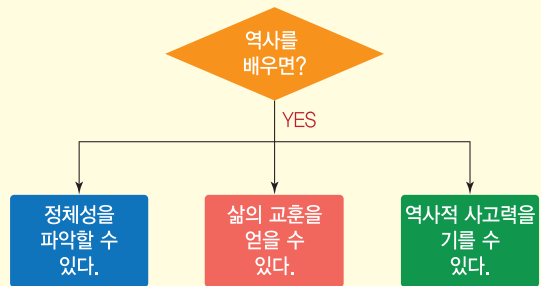 역사를
배우면?
YES
정체성을
파악할 수
있다.
삶의 교훈을
얻을 수
있다.
역사적 사고력을
기를 수
있다.